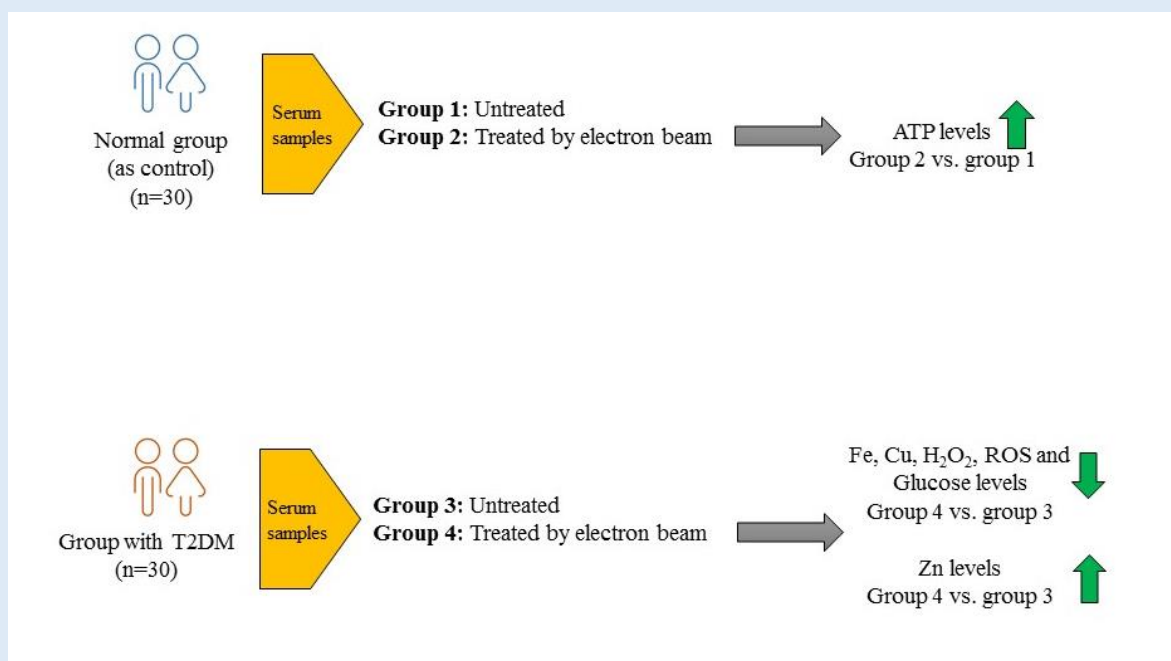 Normal group
(as control)
(n=30)
Serum
samples
Group 1: Untreated
Group 2: Treated by electron beam
ATP levels
Group 2 vs. group 1
Group with T2DM
(n=30)
Serum
samples
Group 3: Untreated
Group 4: Treated by electron beam
Fe, Cu, H₂O₂, ROS and
Glucose levels
Group 4 vs. group 3
Zn levels
Group 4 vs. group 3